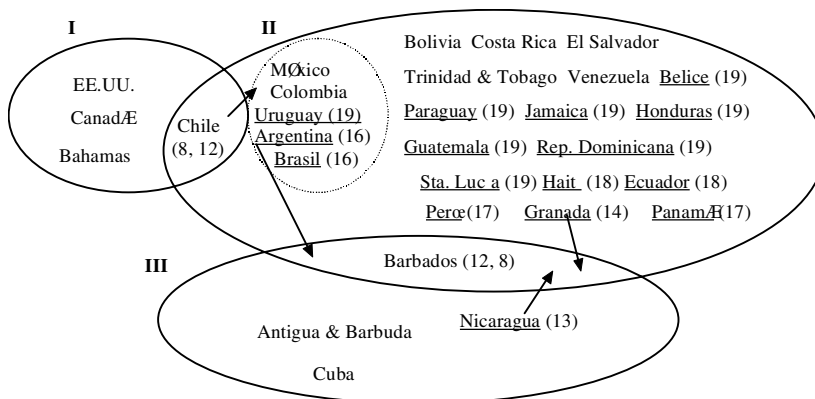 I
II
EE.UU.
CanadÆ
Bahamas
Chile
(8, 12)
MØxico
Colombia
Uruguay (19)
Argentina (16)
Brasil (16)
Bolivia Costa Rica El Salvador
Trinidad & Tobago Venezuela Belice (19)
Paraguay (19) Jamaica (19) Honduras (19)
Guatemala (19) Rep. Dominicana (19)
Sta. Luc a (19) Hait (18) Ecuador (18)
Perœ(17) Granada (14) PanamÆ(17)
III
Barbados (12, 8)
Nicaragua (13)
Antigua & Barbuda
Cuba